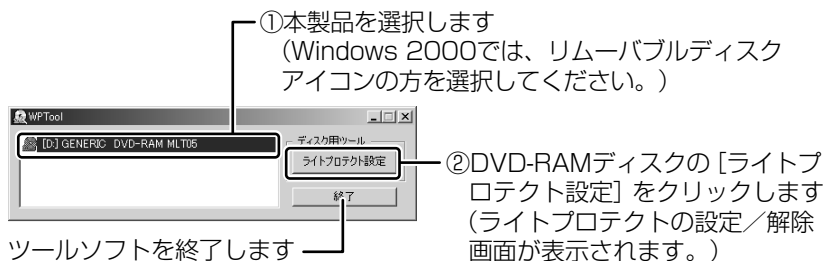 ①本製品を選択します
(Windows 2000では、リムーバブルディスク
アイコンの方を選択してください。)
WPTool
[D:] GENERIC DVD-RAM MLT05
ディスク用ツール
ライトプロテクト設定
終了
②DVD-RAMディスクの[ライトプ
ロテクト設定]をクリックします
(ライトプロテクトの設定／解除
画面が表示されます。)
ツールソフトを終了します